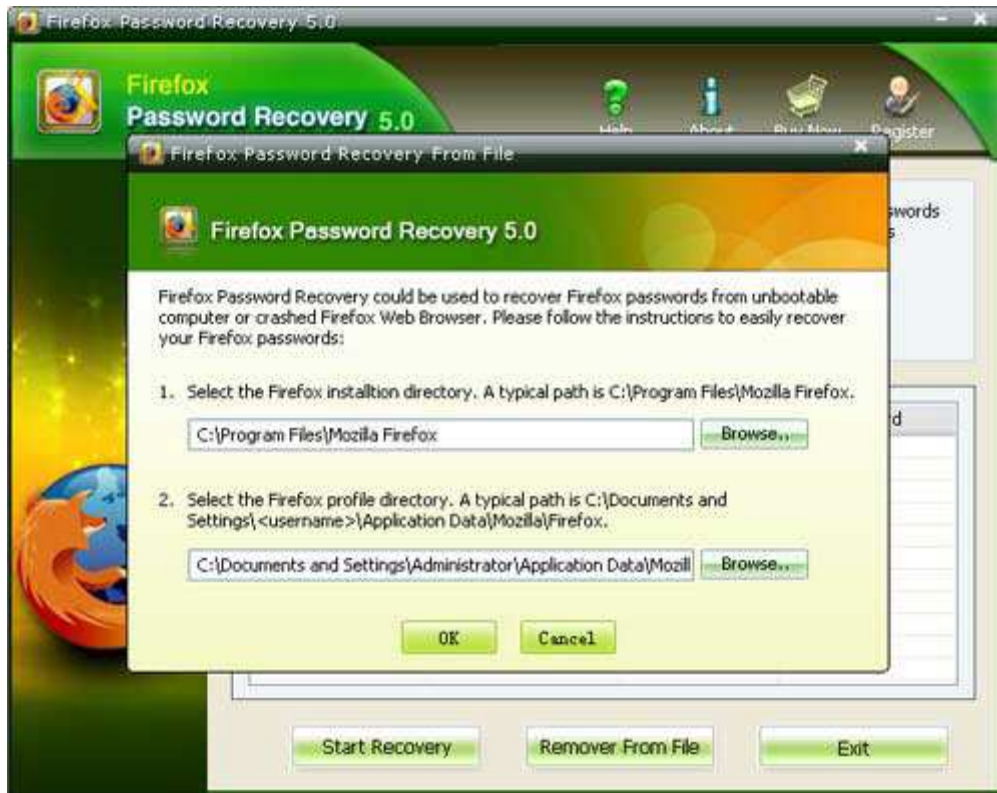 Firefox Password Recovery 5.0
Firefox
Password Recovery 5.0
Help
About
Buy Now
Register
Firefox Password Recovery From File
Firefox Password Recovery 5.0
swords
s
Firefox Password Recovery could be used to recover Firefox passwords from unbootable
computer or crashed Firefox Web Browser. Please follow the instructions to easily recover
your Firefox passwords:
1. Select the Firefox installtion directory. A typical path is C:\Program Files\Mozilla Firefox.
d
C:\Program Files\Mozilla Firefox
Browse..
2. Select the Firefox profile directory. A typical path is C:\Documents and
Settings\<username>\Application Data\Mozilla\Firefox.
C:\Documents and Settings\Administrator\Application Data\Mozill
Browse..
OK
Cancel
Start Recovery
Remover From File
Exit